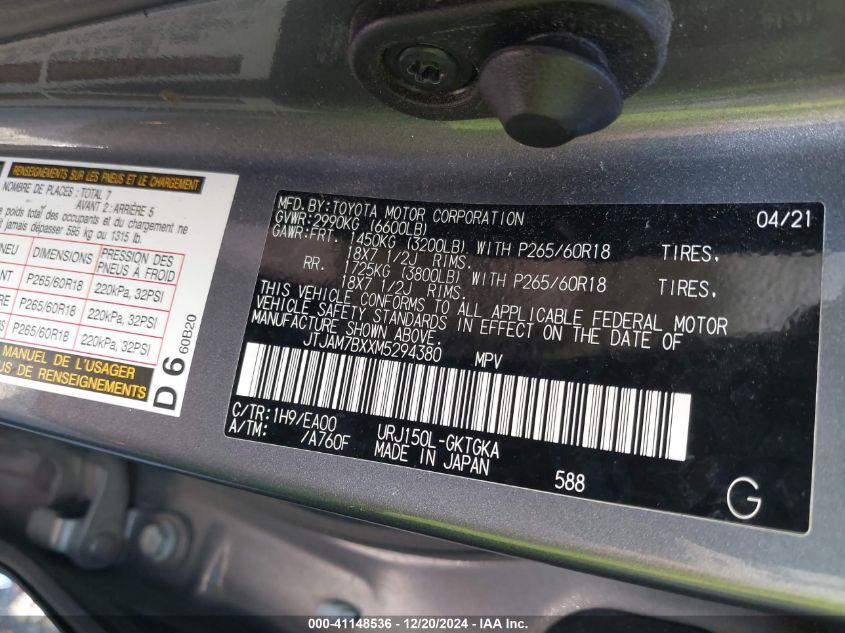 RENSEIGNEMENTS SUR LES PNEUS ET LE CHARGEMENT
NOMBRE DE PLACES : TOTAL 7
AVANT 2 : ARRIÈRE 5
poids total des occupants et du chargement ne
jamais dépasser 585 kg ou 1315 lb.
DIMENSIONS PRESSION DES PNEUS À FROID
P265/60R18 220kPa, 32PSI
P265/60R18 220kPa, 32PSI
P265/60R18 220kPa, 32PSI
MANUEL DE L'USAGER
DE RENSEIGNEMENTS
D6 60B20
MFD.BY:TOYOTA MOTOR CORPORATION 04/21
GVWR:2990KG (6600LB)
GAWR:FRT. 1450KG (3200LB) WITH P265/60R18 TIRES,
18X7 1/2J RIMS.
RR. 1725KG (3800LB) WITH P265/60R18 TIRES,
18X7 1/2J RIMS.
THIS VEHICLE CONFORMS TO ALL APPLICABLE FEDERAL MOTOR
VEHICLE SAFETY STANDARDS IN EFFECT ON THE DATE OF
MANUFACTURE SHOWN ABOVE.
JTJAM7BXXM5294380 MPV
C/TR:1H9/EA00 URJ150L-GKTGKA
A/TM: /A760F MADE IN JAPAN 588
G
000-41148536 - 12/20/2024 - IAA Inc.